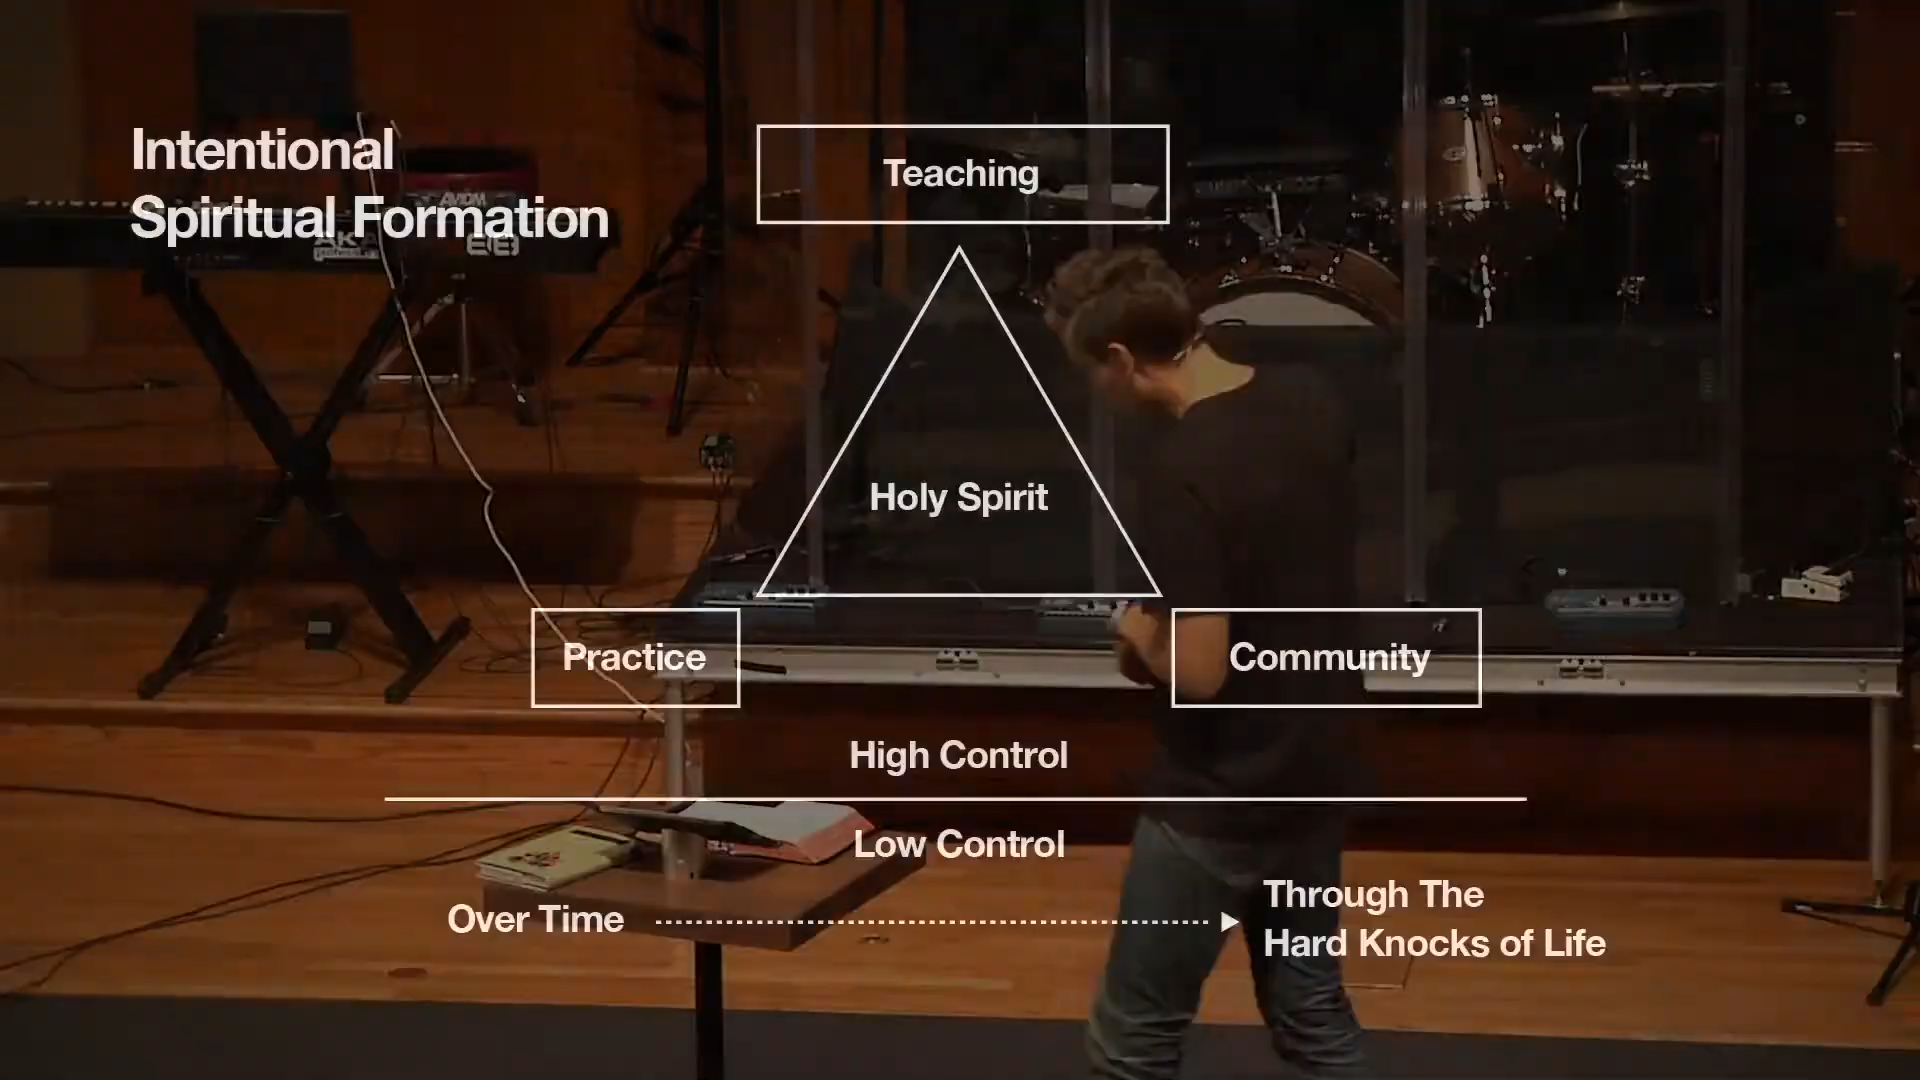 Intentional
Spiritual Formation
Teaching
Holy Spirit
Practice
Community
High Control
Low Control
Over Time
Through The
Hard Knocks of Life